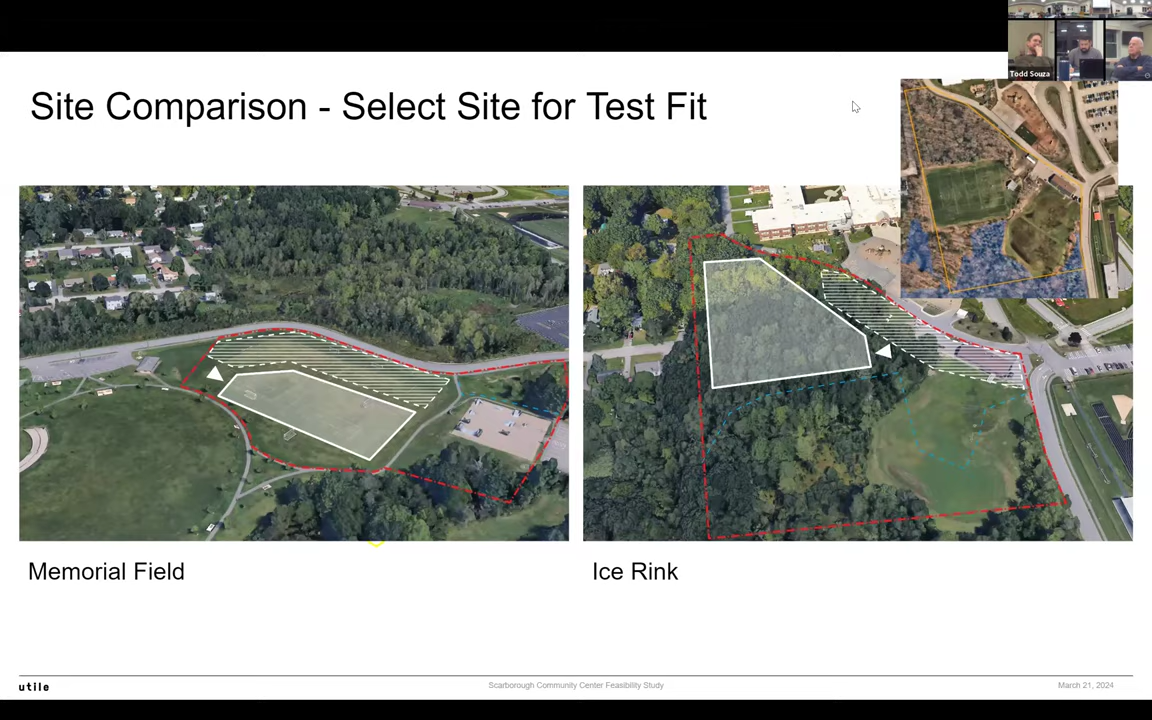 Todd Souza
Site Comparison - Select Site for Test Fit
Memorial Field
Ice Rink
utile
Scarborough Community Center Feasibility Study
March 21, 2024